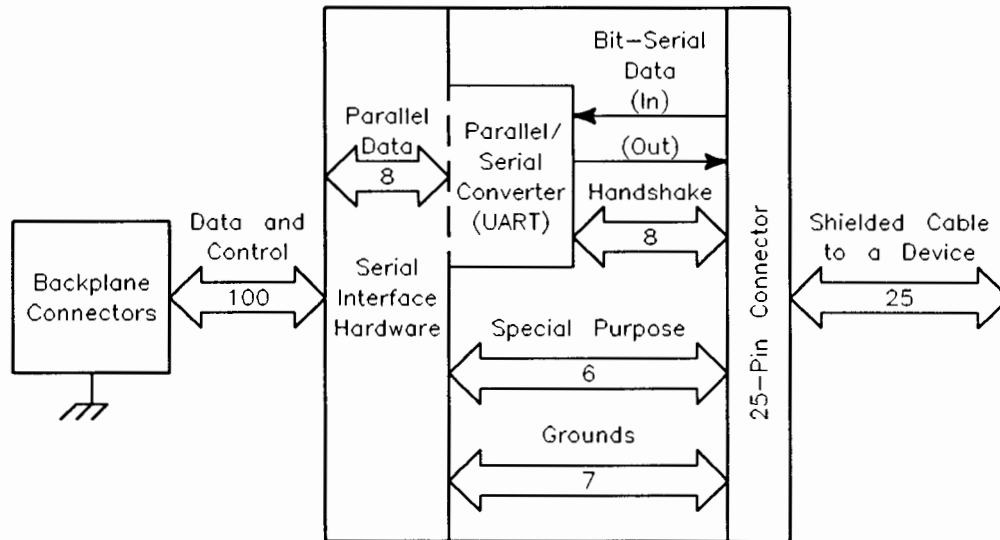 Backplane
Connectors
Data and
Control
100
Parallel
Data
8
Serial
Interface
Hardware
Parallel/
Serial
Converter
(UART)
Bit-Serial
Data
(In)
(Out)
Handshake
8
Special Purpose
6
Grounds
7
25-Pin Connector
Shielded Cable
to a Device
25